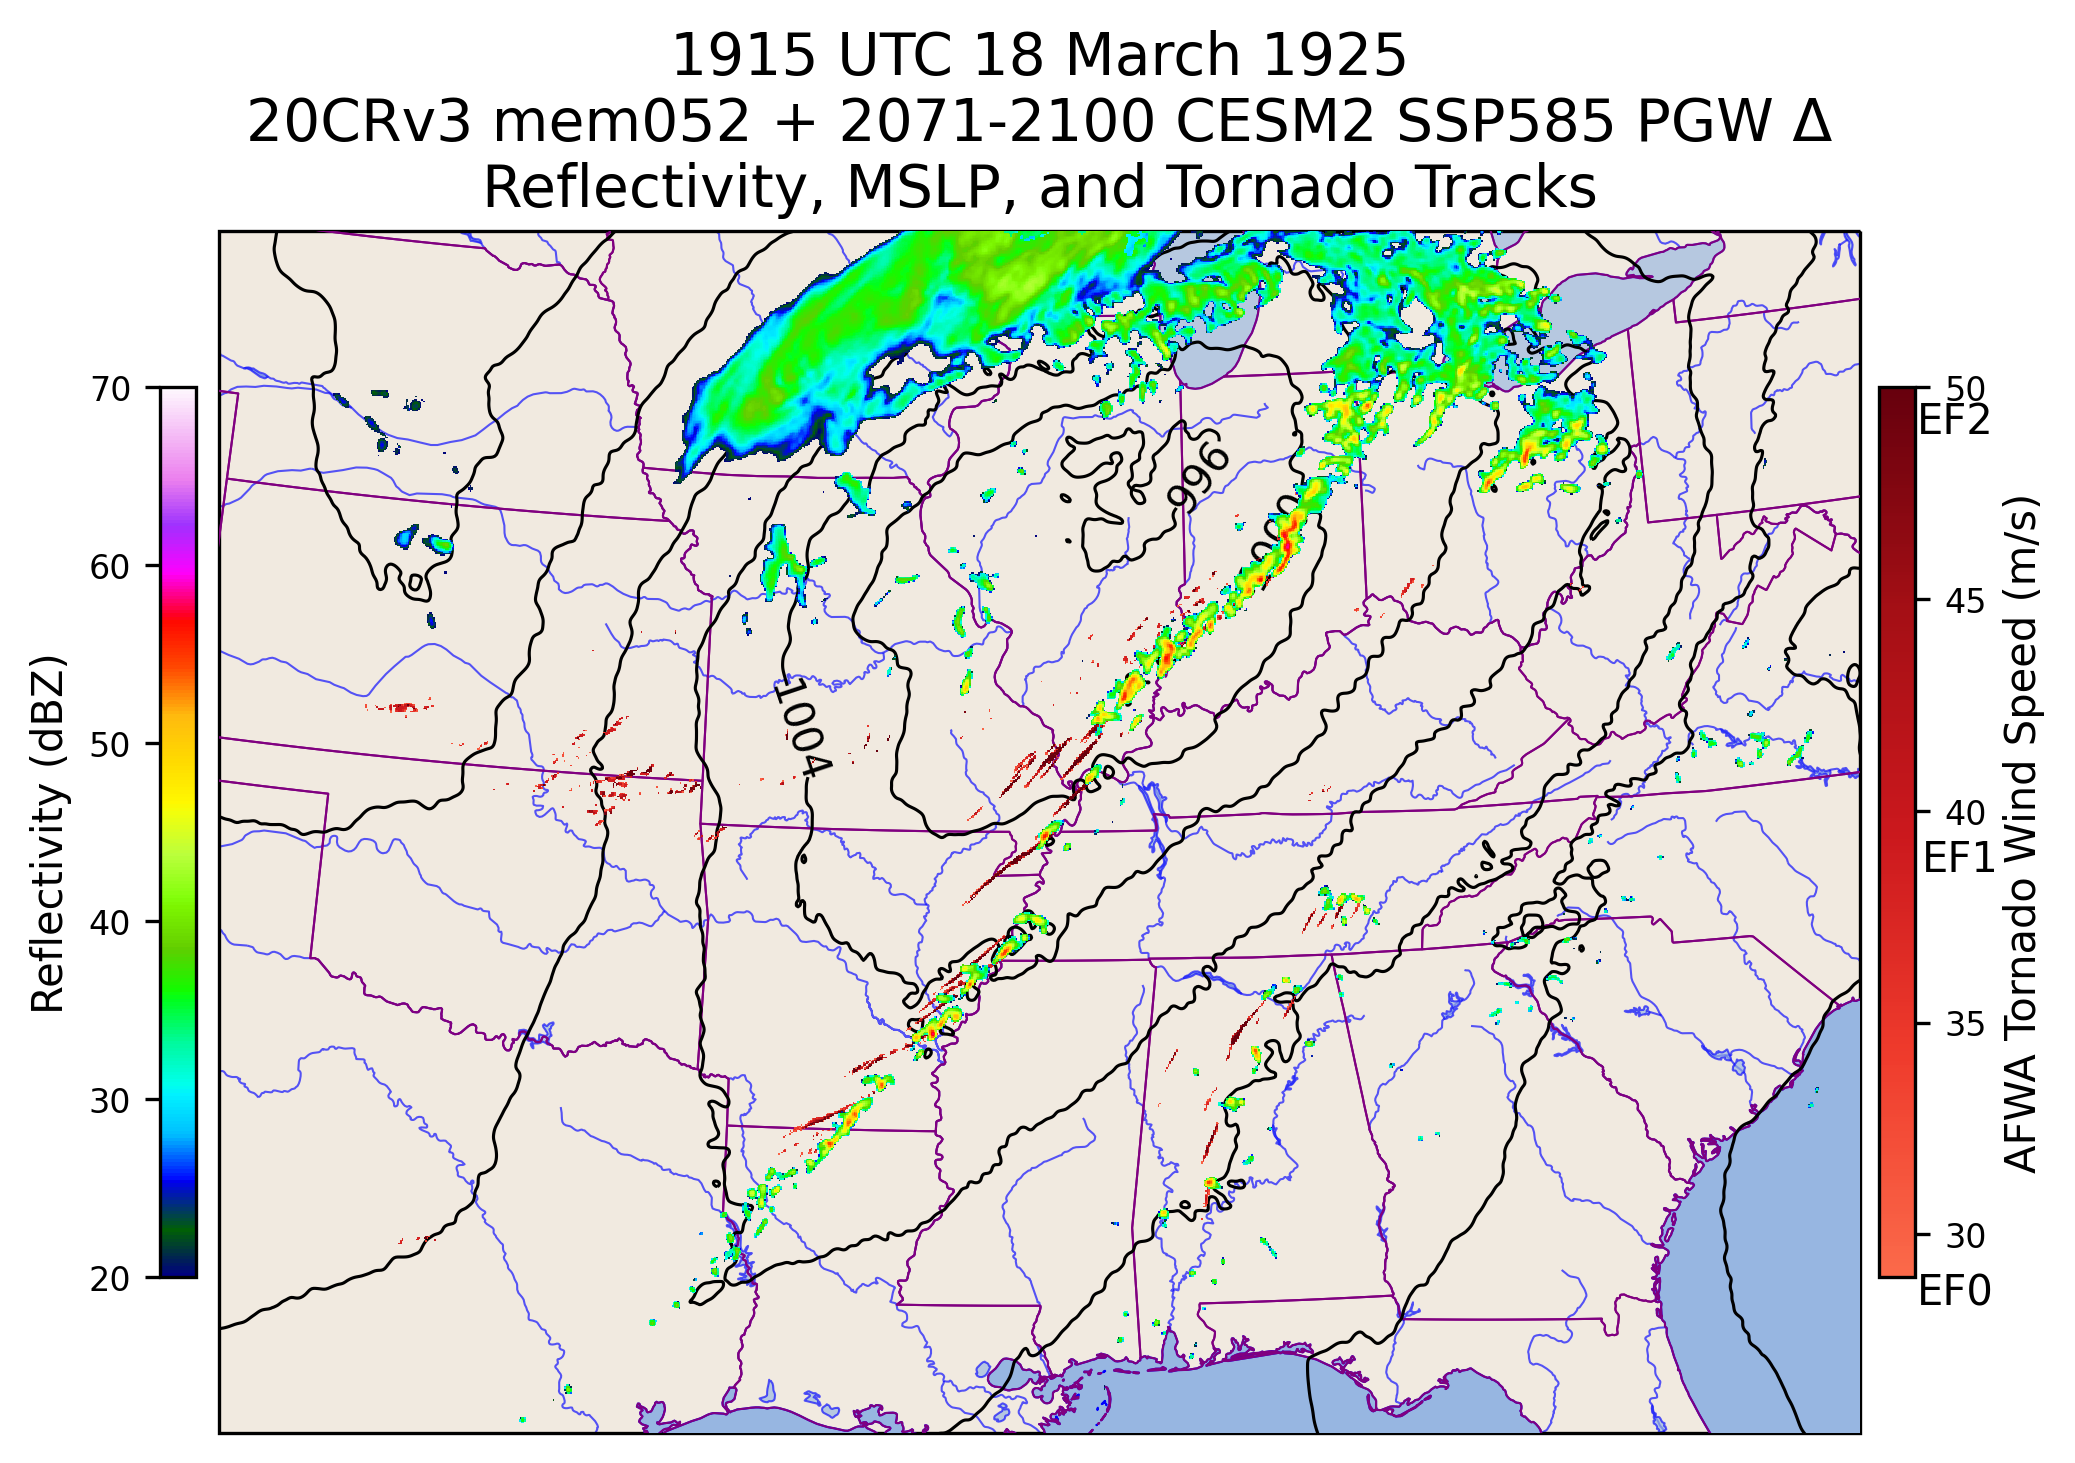 1915 UTC 18 March 1925
20CRv3 mem052 + 2071-2100 CESM2 SSP585 PGW Δ
Reflectivity, MSLP, and Tornado Tracks
Reflectivity (dBZ)
70
60
50
40
30
20
996
1004
50
EF2
45
40
EF1
35
30
EF0
AFWA Tornado Wind Speed (m/s)